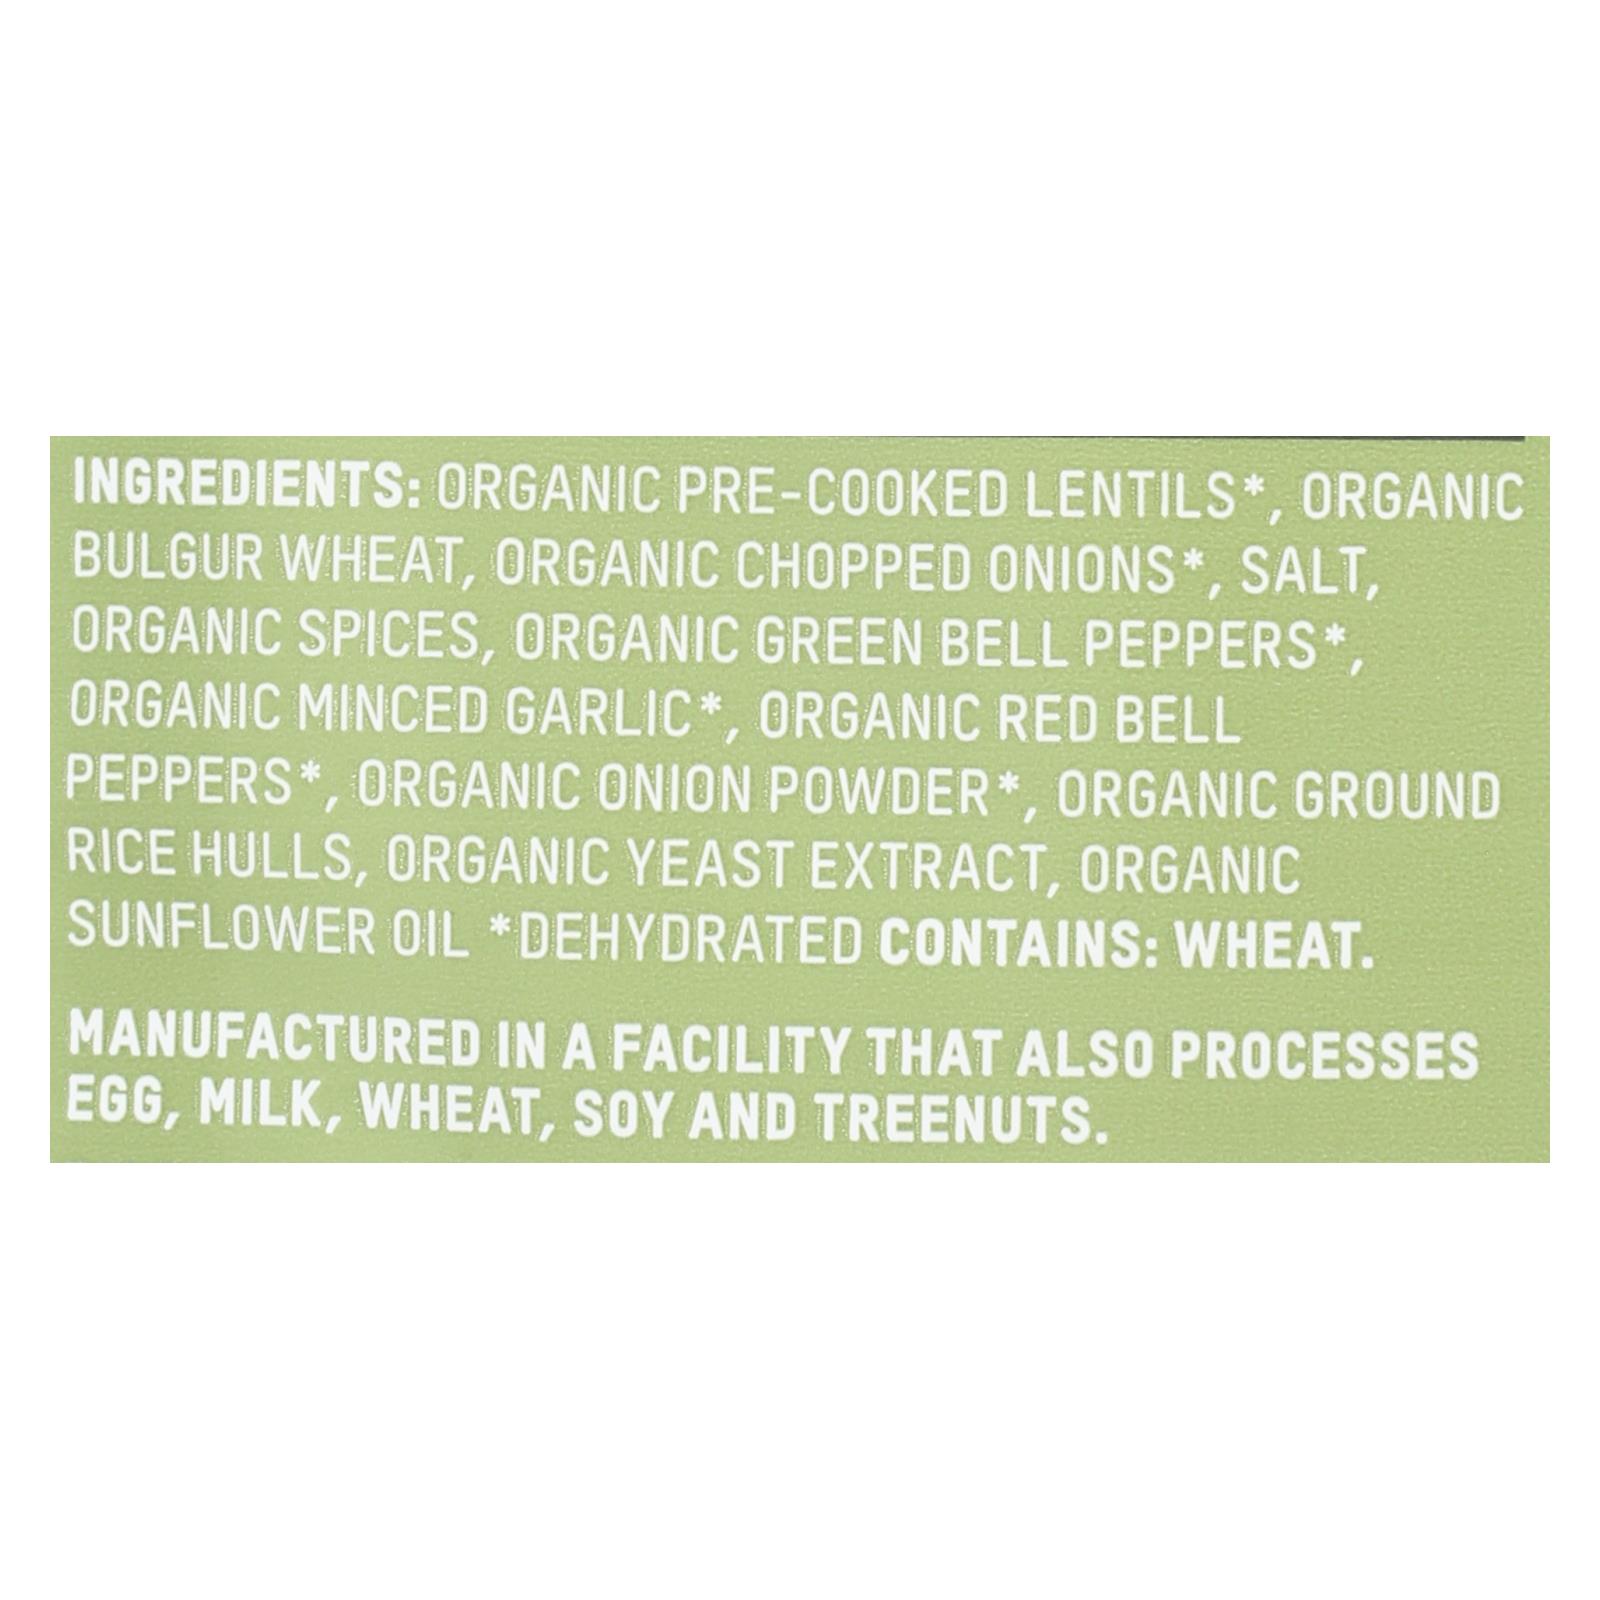 INGREDIENTS: ORGANIC PRE-COOKED LENTILS*, ORGANIC
BULGUR WHEAT, ORGANIC CHOPPED ONIONS*, SALT,
ORGANIC SPICES, ORGANIC GREEN BELL PEPPERS*,
ORGANIC MINCED GARLIC*, ORGANIC RED BELL
PEPPERS*, ORGANIC ONION POWDER*, ORGANIC GROUND
RICE HULLS, ORGANIC YEAST EXTRACT, ORGANIC
SUNFLOWER OIL *DEHYDRATED CONTAINS: WHEAT.
MANUFACTURED IN A FACILITY THAT ALSO PROCESSES
EGG, MILK, WHEAT, SOY AND TREENUTS.